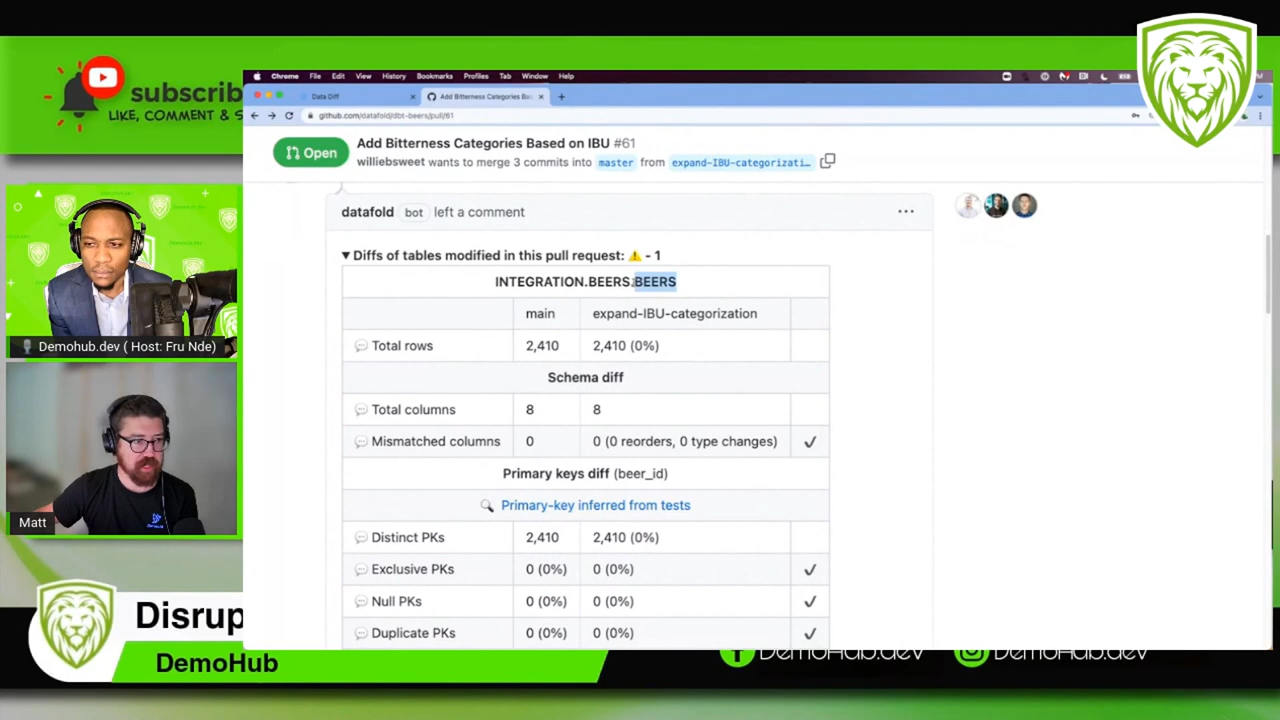 subscrib
LIKE, COMMENT & S
Chrome File Edit View History Bookmarks Profiles Tab Window Help
Data Diff
Add Bitterness Categories Ba
github.com/datafold/dbt-beers/pull/61
Open
Add Bitterness Categories Based on IBU #61
williebsweet wants to merge 3 commits into master from expand-IBU-categorizati...
datafold bot left a comment
Diffs of tables modified in this pull request: ⚠ - 1
INTEGRATION.BEERS.BEERS
main expand-IBU-categorization
Total rows 2,410 2,410 (0%)
Schema diff
Total columns 8 8
Mismatched columns 0 0 (0 reorders, 0 type changes) ✓
Primary keys diff (beer_id)
Primary-key inferred from tests
Distinct PKs 2,410 2,410 (0%)
Exclusive PKs 0 (0%) 0 (0%) ✓
Null PKs 0 (0%) 0 (0%) ✓
Duplicate PKs 0 (0%) 0 (0%) ✓
Demohub.dev ( Host: Fru Nde)
Matt
Disrup
DemoHub
DemoHub.dev
DemoHub.dev